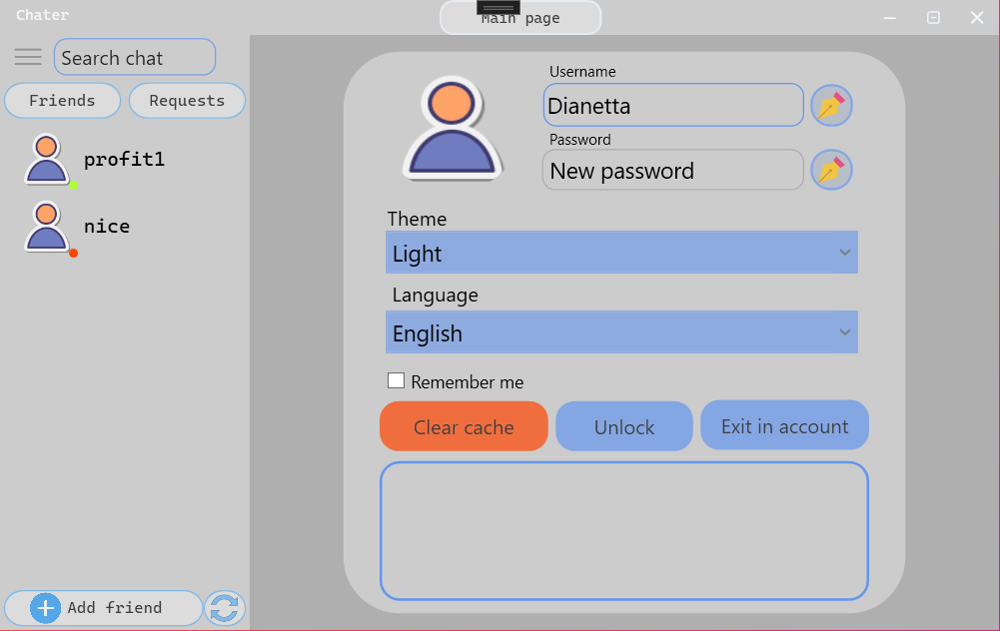 Chater
Main page
Search chat
Friends
Requests
profit1
nice
Add friend
Username
Dianetta
Password
New password
Theme
Light
Language
English
Remember me
Clear cache
Unlock
Exit in account